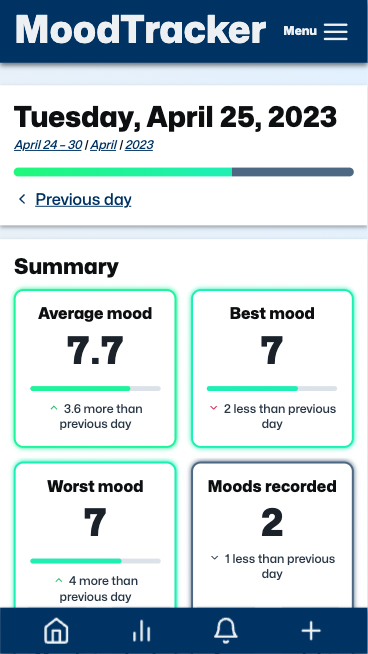 MoodTracker
Menu
Tuesday, April 25, 2023
April 24 – 30 | April | 2023
Previous day
Summary
Average mood
7.7
3.6 more than
previous day
Best mood
7
2 less than previous
day
Worst mood
7
4 more than
previous day
Moods recorded
2
1 less than previous
day